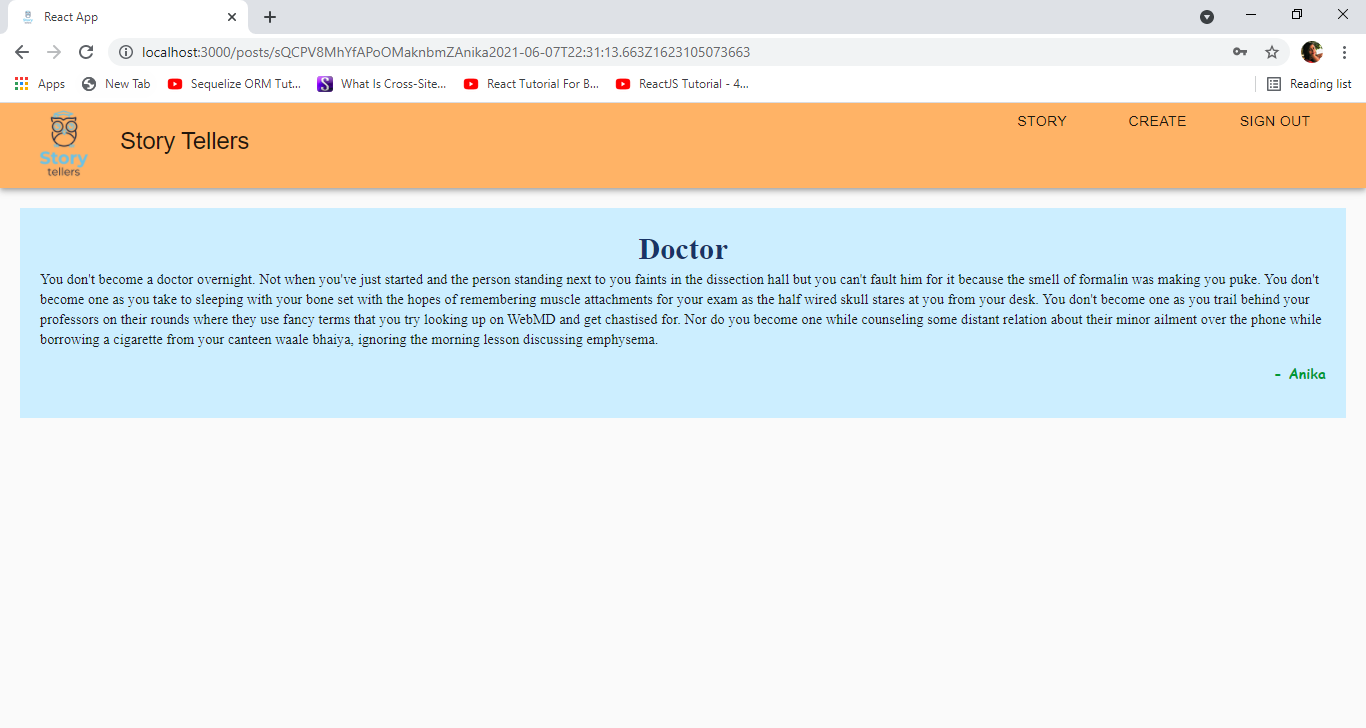 React App
localhost:3000/posts/sQCPV8MhYfAPoOMaknbmZAnika2021-06-07T22:31:13.663Z1623105073663
Apps New Tab Sequelize ORM Tut... What Is Cross-Site... React Tutorial For B... ReactJS Tutorial - 4... Reading list
Story tellers
Story Tellers
STORY CREATE SIGN OUT
Doctor
You don't become a doctor overnight. Not when you've just started and the person standing next to you faints in the dissection hall but you can't fault him for it because the smell of formalin was making you puke. You don't
become one as you take to sleeping with your bone set with the hopes of remembering muscle attachments for your exam as the half wired skull stares at you from your desk. You don't become one as you trail behind your
professors on their rounds where they use fancy terms that you try looking up on WebMD and get chastised for. Nor do you become one while counseling some distant relation about their minor ailment over the phone while
borrowing a cigarette from your canteen waale bhaiya, ignoring the morning lesson discussing emphysema.
- Anika